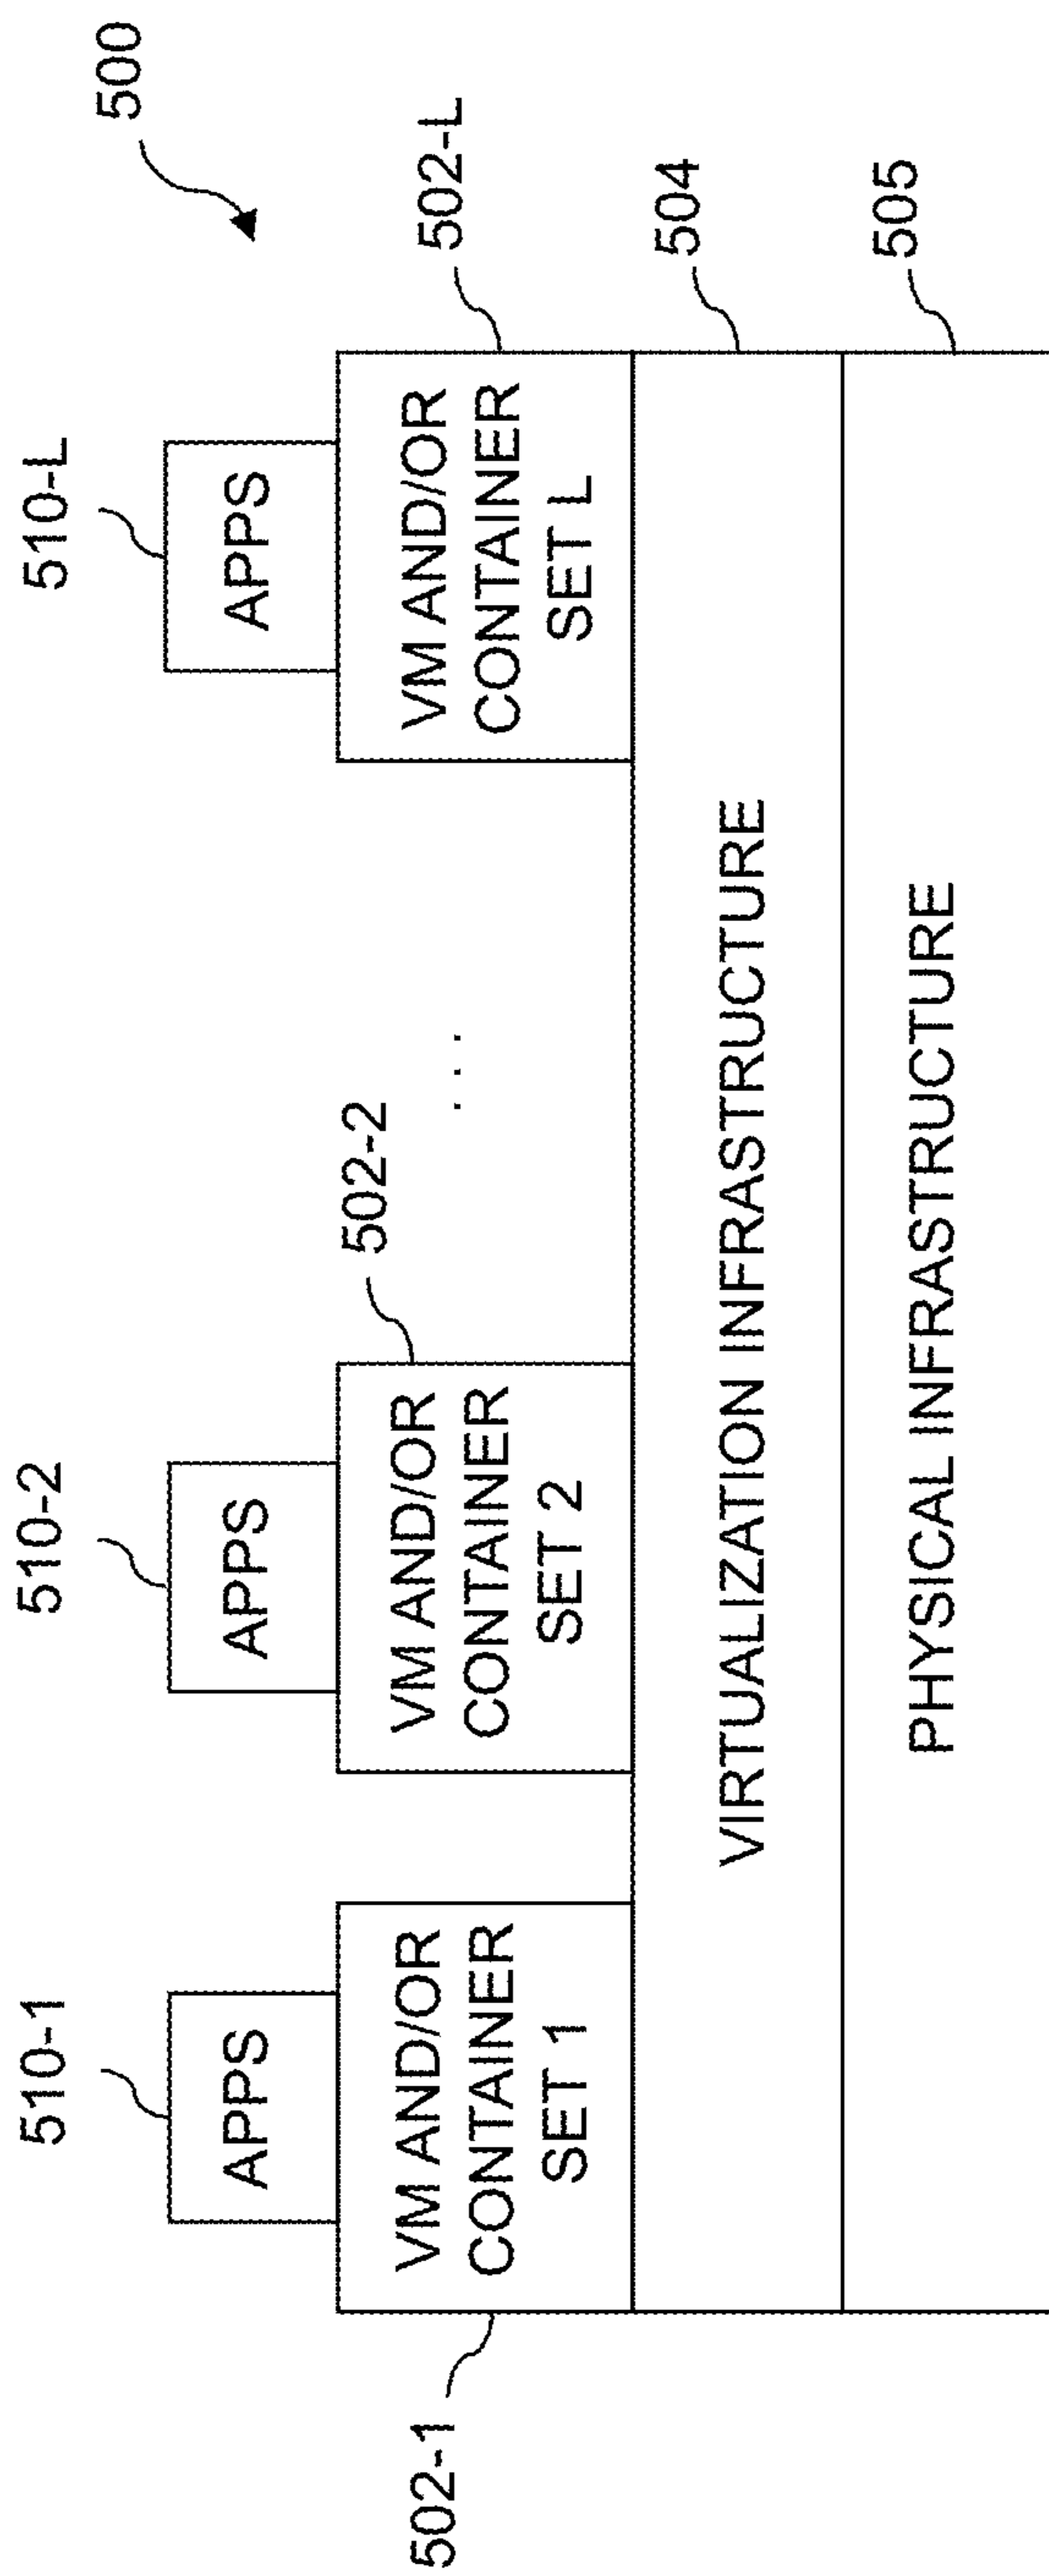 500
510-1
510-2
510-L
APPS
APPS
APPS
502-1
VM AND/OR
CONTAINER
SET 1
VM AND/OR
CONTAINER
SET 2
502-2
. . .
VM AND/OR
CONTAINER
SET L
502-L
VIRTUALIZATION INFRASTRUCTURE
504
PHYSICAL INFRASTRUCTURE
505